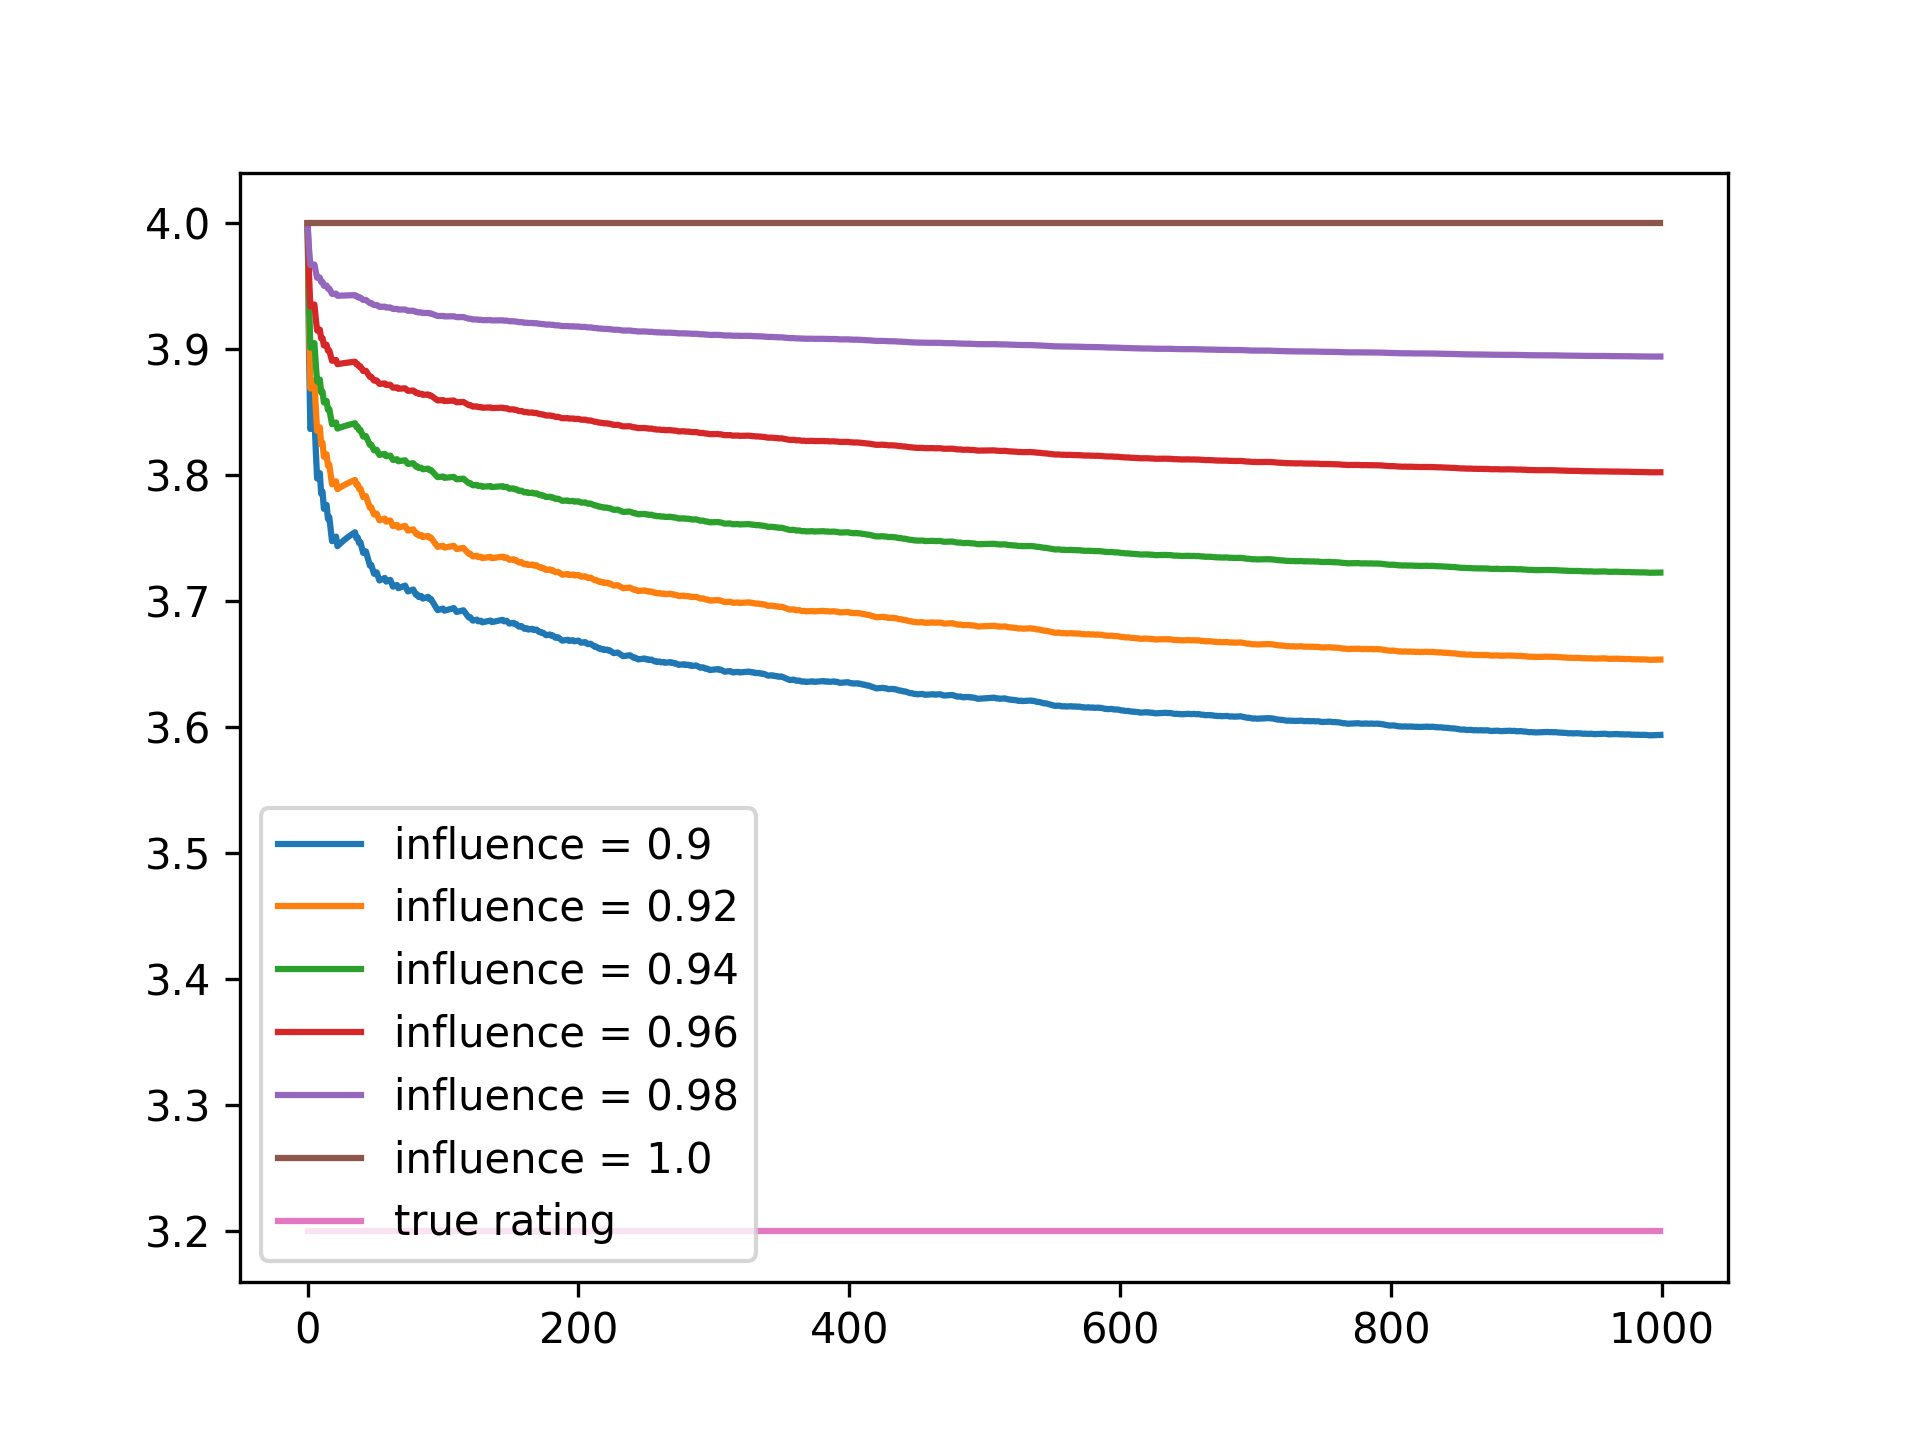 4.0
3.9
3.8
3.7
3.6
3.5
3.4
3.3
3.2
influence = 0.9
influence = 0.92
influence = 0.94
influence = 0.96
influence = 0.98
influence = 1.0
true rating
0 200 400 600 800 1000